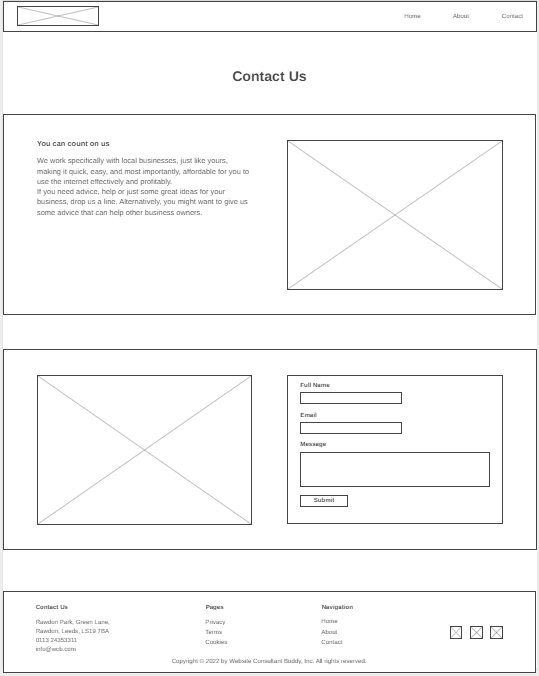 Home About Contact
Contact Us
You can count on us
We work specifically with local businesses, just like yours,
making it quick, easy, and most importantly, affordable for you to
use the internet effectively and profitably.
If you need advice, help or just some great ideas for your
business, drop us a line. Alternatively, you might want to give us
some advice that can help other business owners.
Full Name
Email
Message
Submit
Contact Us
Rawdon Park, Green Lane,
Rawdon, Leeds, LS19 7BA
0113 24353311
info@wcb.com
Pages
Privacy
Terms
Cookies
Navigation
Home
About
Contact
Copyright © 2022 by Website Consultant Buddy, Inc. All rights reserved.